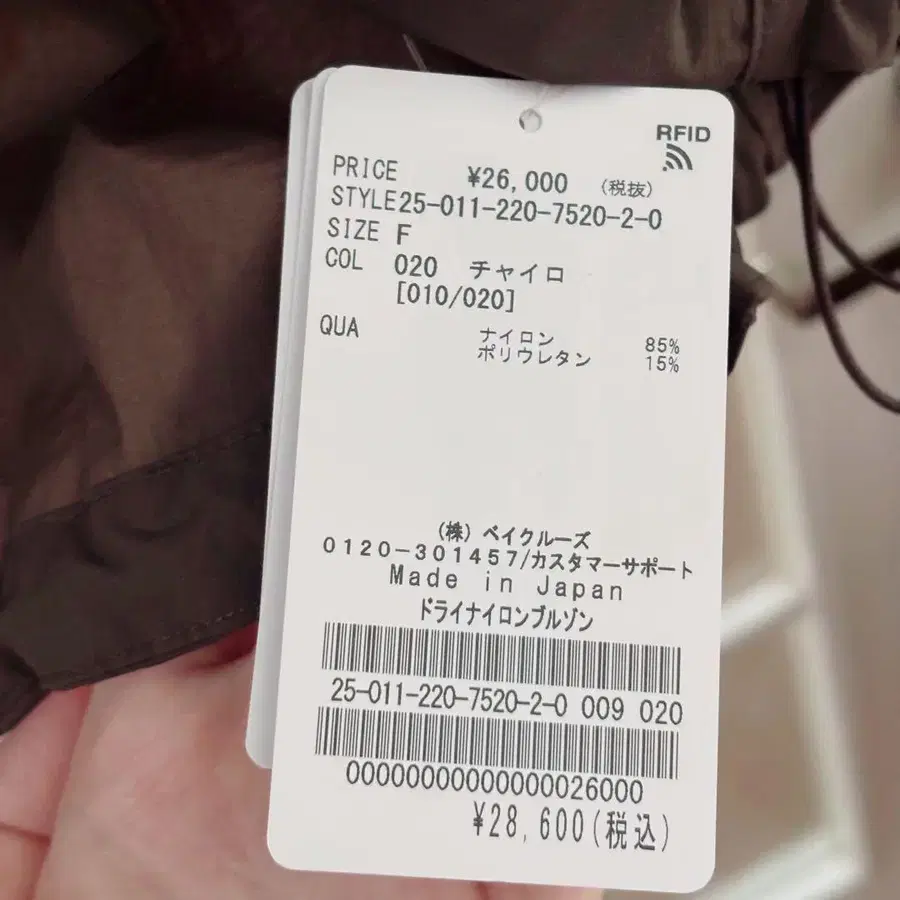 RFID
PRICE ¥26,000 (税抜)
STYLE25-011-220-7520-2-0
SIZE F
COL 020 チャイロ
[010/020]
QUA ナイロン 85%
ポリウレタン 15%
(株) ベイクルーズ
0120-301457/カスタマーサポート
Made in Japan
ドライナイロンブルゾン
25-011-220-7520-2-0 009 020
00000000000000026000
¥28,600(税込)